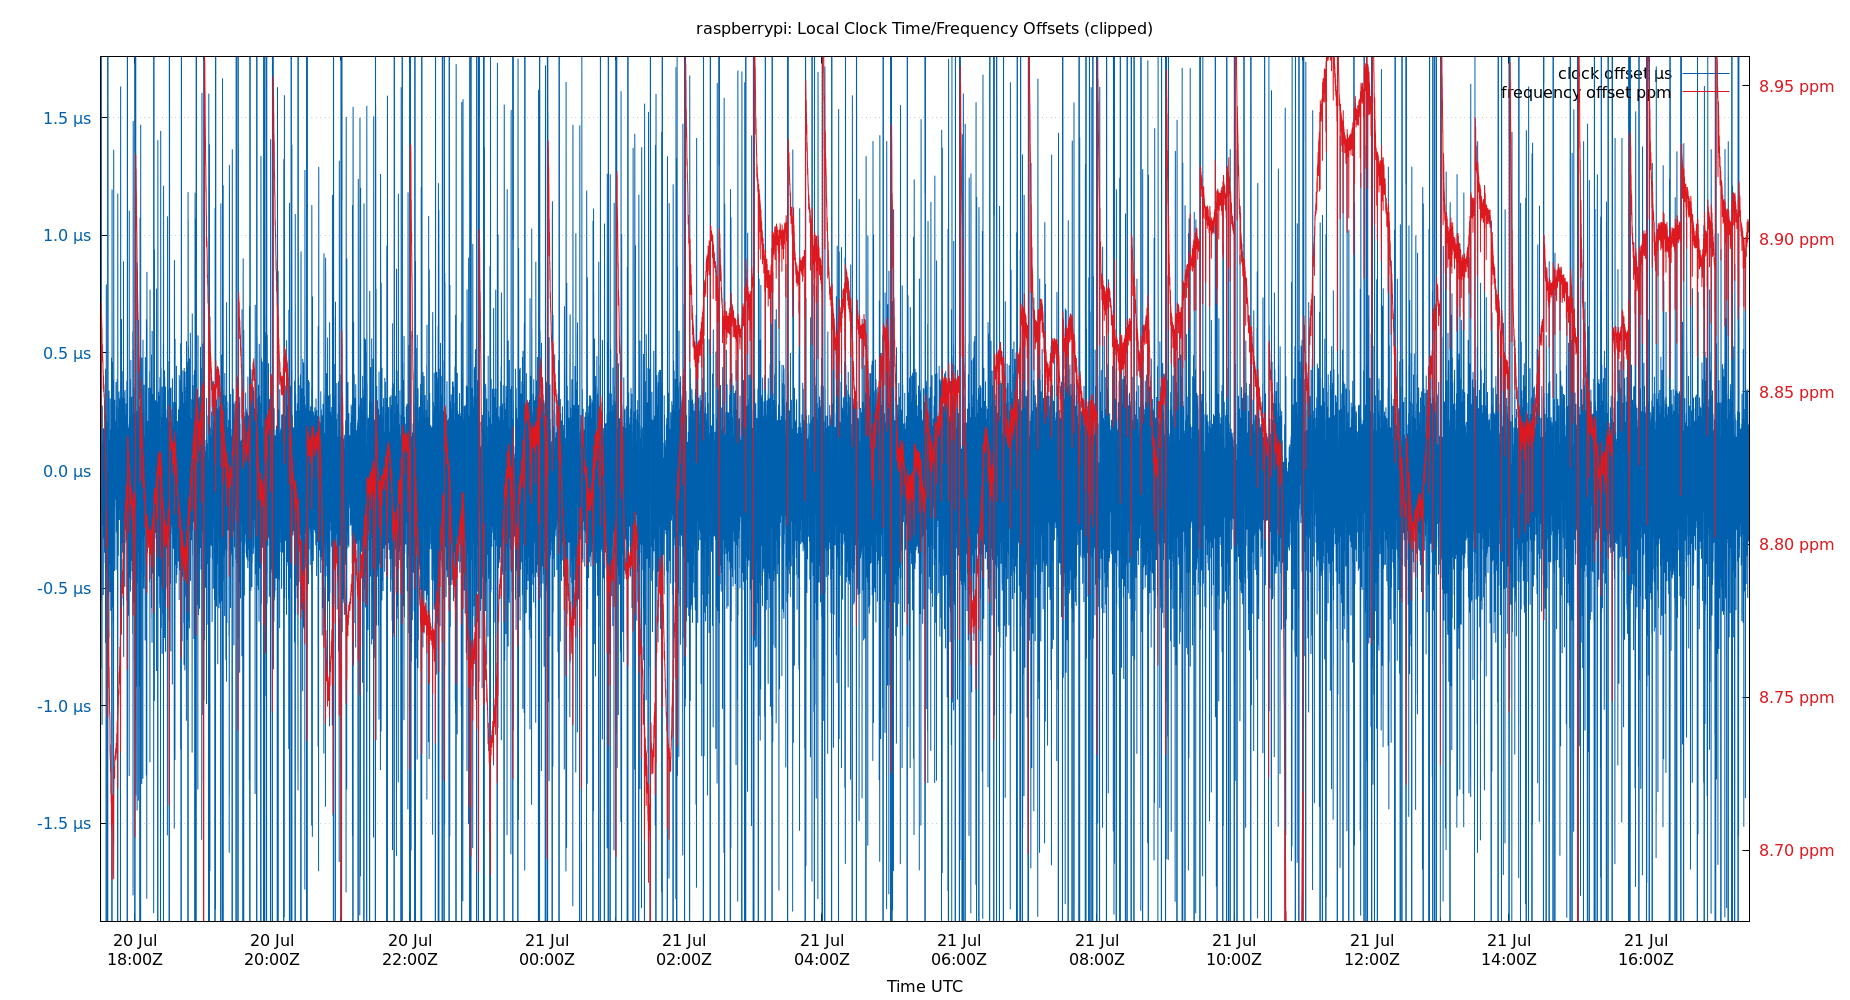 raspberrypi: Local Clock Time/Frequency Offsets (clipped)
clock offset µs
frequency offset ppm
1.5 µs
1.0 µs
0.5 µs
0.0 µs
-0.5 µs
-1.0 µs
-1.5 µs
8.95 ppm
8.90 ppm
8.85 ppm
8.80 ppm
8.75 ppm
8.70 ppm
20 Jul 20 Jul 20 Jul 21 Jul 21 Jul 21 Jul 21 Jul 21 Jul 21 Jul 21 Jul 21 Jul 21 Jul
18:00Z 20:00Z 22:00Z 00:00Z 02:00Z 04:00Z 06:00Z 08:00Z 10:00Z 12:00Z 14:00Z 16:00Z
Time UTC